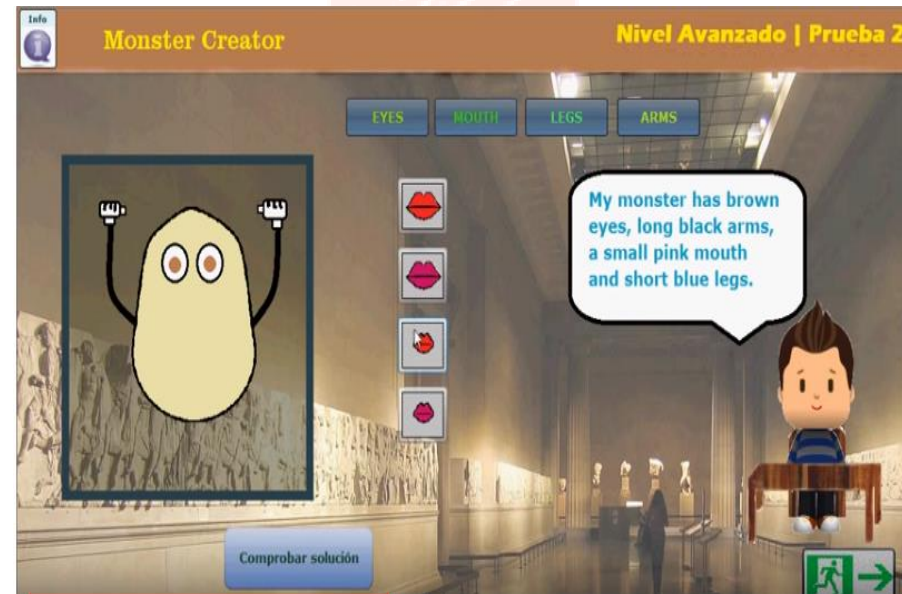 Info
Monster Creator
Nivel Avanzado | Prueba 2
EYES MOUTH LEGS ARMS
My monster has brown
eyes, long black arms,
a small pink mouth
and short blue legs.
Comprobar solución